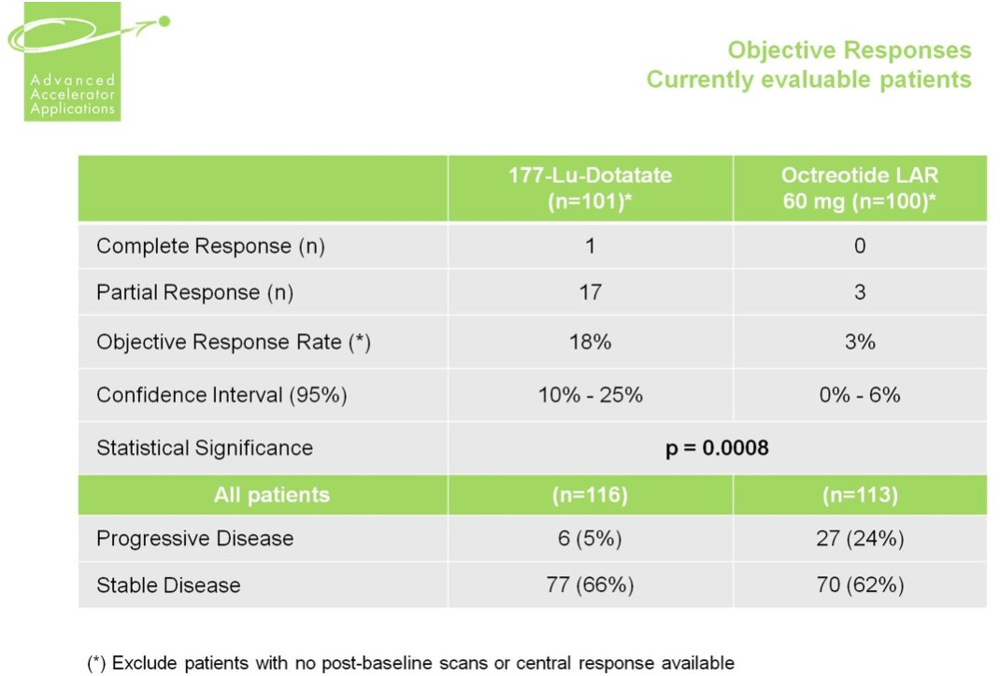 Advanced
Accelerator
Applications
Objective Responses
Currently evaluable patients
177-Lu-Dotatate Octreotide LAR
(n=101)* 60 mg (n=100)*
Complete Response (n) 1 0
Partial Response (n) 17 3
Objective Response Rate (*) 18% 3%
Confidence Interval (95%) 10% - 25% 0% - 6%
Statistical Significance p = 0.0008
All patients (n=116) (n=113)
Progressive Disease 6 (5%) 27 (24%)
Stable Disease 77 (66%) 70 (62%)
(*) Exclude patients with no post-baseline scans or central response available